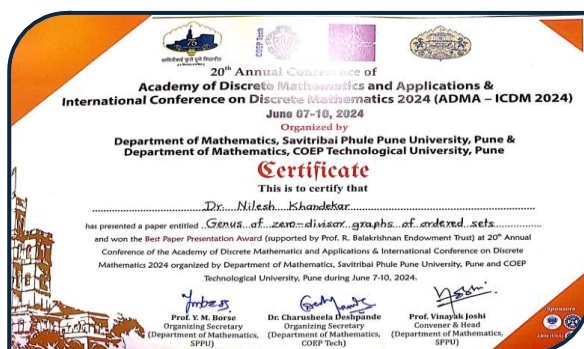 75
सावित्रीबाई फुले पुणे विद्यापीठ
COEP Tech
20th Annual Conference of
Academy of Discrete Mathematics and Applications &
International Conference on Discrete Mathematics 2024 (ADMA – ICDM 2024)
June 07-10, 2024
Organized by
Department of Mathematics, Savitribai Phule Pune University, Pune &
Department of Mathematics, COEP Technological University, Pune
Certificate
This is to certify that
Dr. Nilesh Khandekar
has presented a paper entitled Genus of zero-divisor graphs of ordered sets
and won the Best Paper Presentation Award (supported by Prof. R. Balakrishnan Endowment Trust) at 20th Annual
Conference of the Academy of Discrete Mathematics and Applications & International Conference on Discrete
Mathematics 2024 organized by Department of Mathematics, Savitribai Phule Pune University, Pune and COEP
Technological University, Pune during June 7-10, 2024.
Prof. Y. M. Borse
Organizing Secretary
(Department of Mathematics,
SPPU)
Dr. Charusheela Deshpande
Organizing Secretary
(Department of Mathematics,
COEP Tech)
Prof. Vinayak Joshi
Convener & Head
(Department of Mathematics,
SPPU)
Sponsors